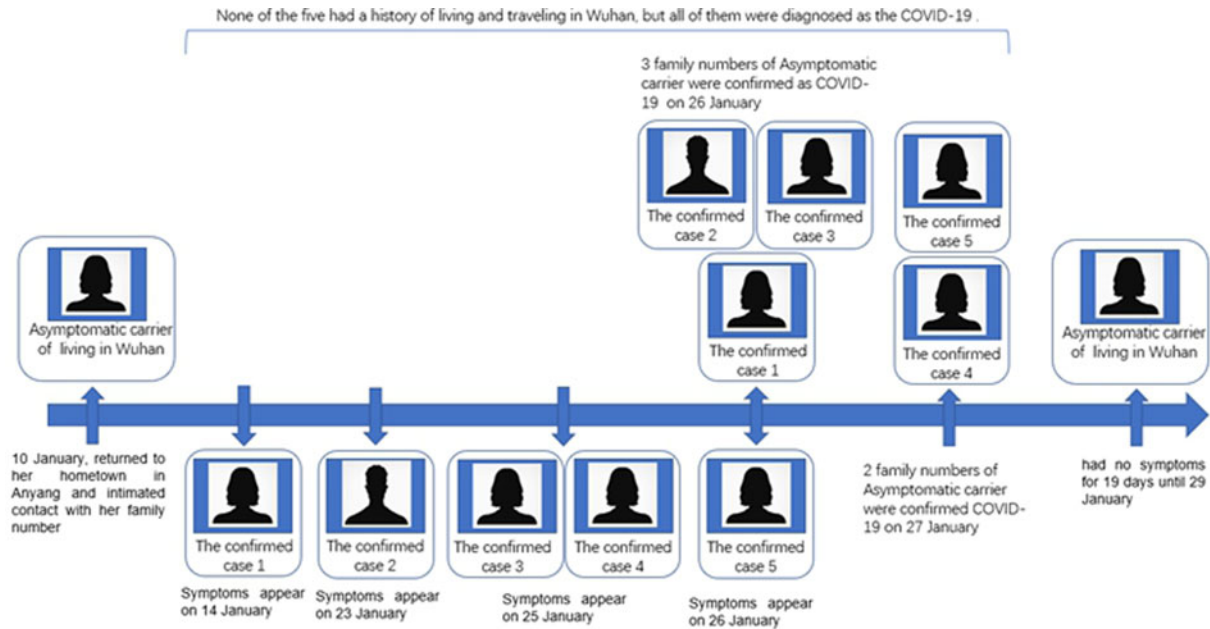 None of the five had a history of living and traveling in Wuhan, but all of them were diagnosed as the COVID-19 .
3 family numbers of Asymptomatic
carrier were confirmed as COVID-
19 on 26 January
The confirmed
case 2
The confirmed
case 3
The confirmed
case 5
Asymptomatic carrier
of living in Wuhan
The confirmed
case 1
The confirmed
case 4
Asymptomatic carrier
of living in Wuhan
10 January, returned to
her hometown in
Anyang and intimated
contact with her family
number
The confirmed
case 1
Symptoms appear
on 14 January
The confirmed
case 2
Symptoms appear
on 23 January
The confirmed
case 3
The confirmed
case 4
Symptoms appear
on 25 January
The confirmed
case 5
Symptoms appear
on 26 January
2 family numbers of
Asymptomatic carrier
were confirmed COVID-
19 on 27 January
had no symptoms
for 19 days until 29
January